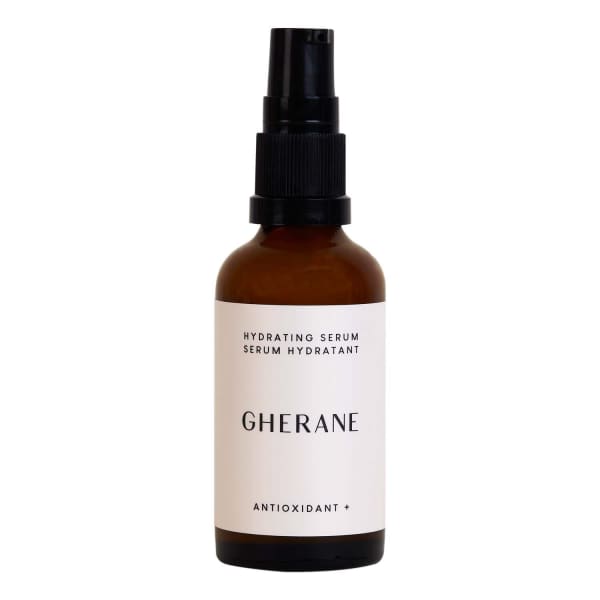 HYDRATING SERUM
SERUM HYDRATANT
GHERANE
ANTIOXIDANT +